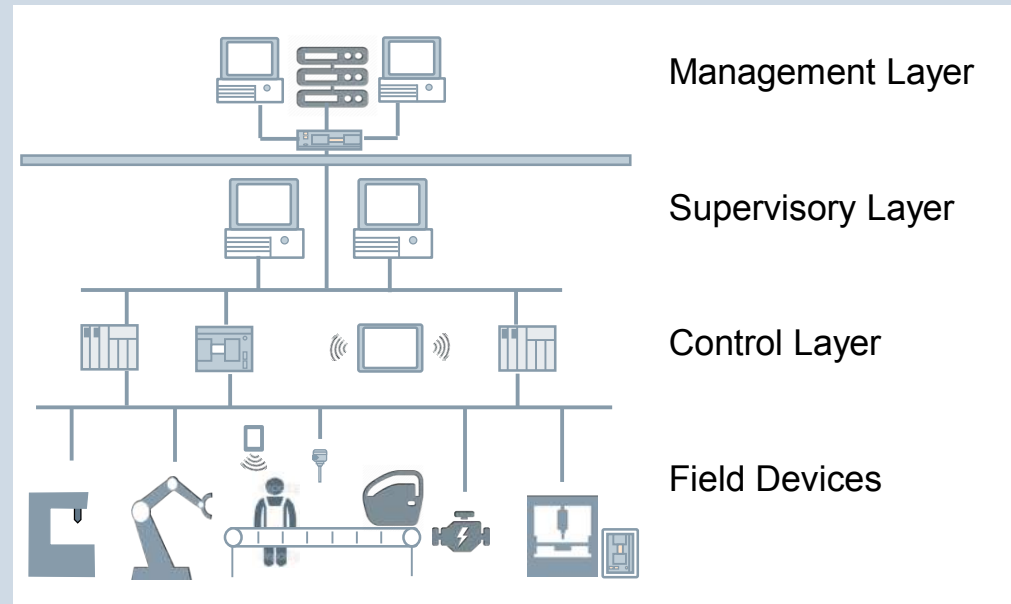 Management Layer
Supervisory Layer
Control Layer
Field Devices